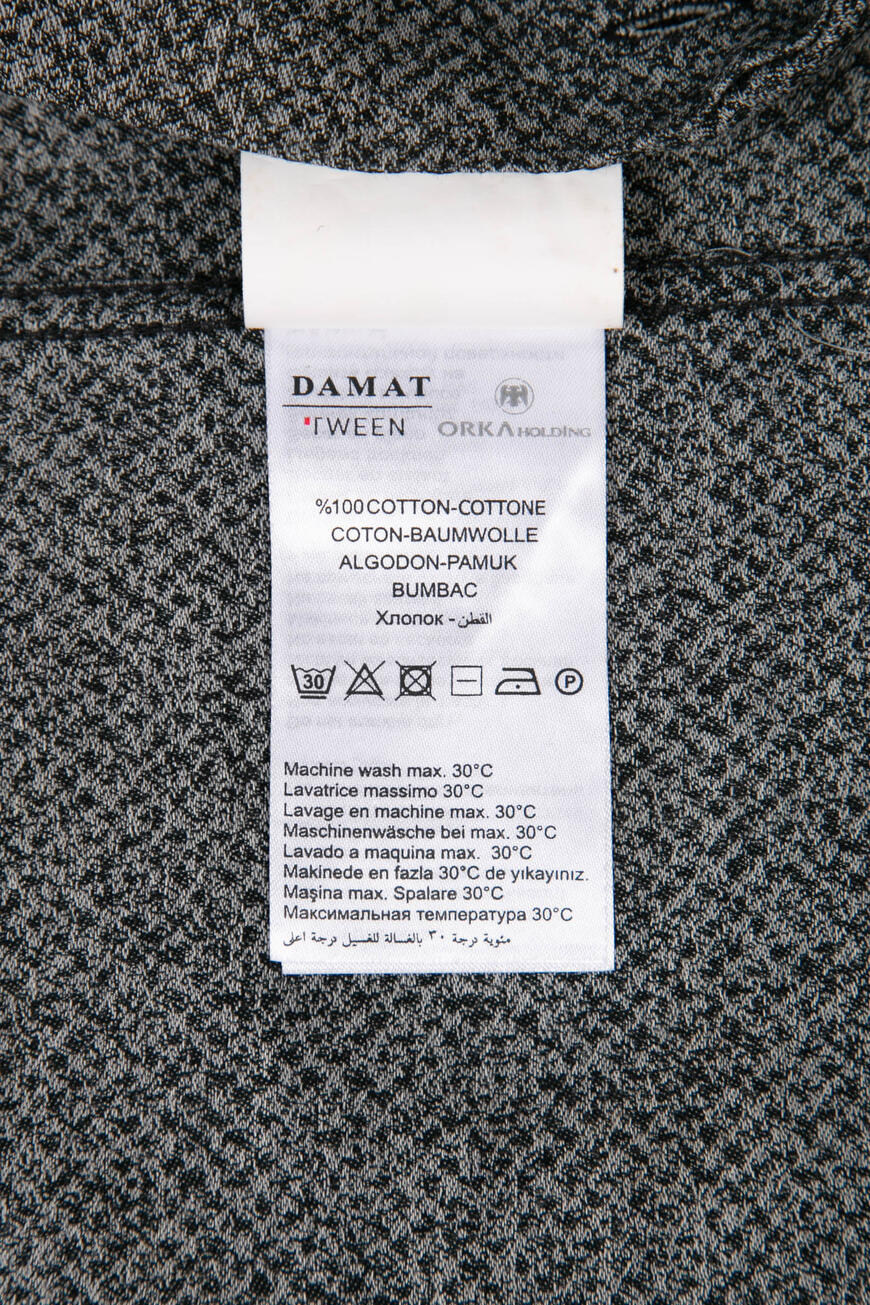 DAMAT
TWEEN
ORKA HOLDING
%100 COTTON-COTTONE
COTON-BAUMWOLLE
ALGODON-PAMUK
BUMBAC
Хлопок - القطن
30
P
Machine wash max. 30°C
Lavatrice massimo 30°C
Lavage en machine max. 30°C
Maschinenwäsche bei max. 30°C
Lavado a maquina max. 30°C
Makinede en fazla 30°C de yıkayınız.
Maşina max. Spalare 30°C
Максимальная температура 30°C
مئوية درجة ٣٠ بالغسالة للغسيل درجة اعلى